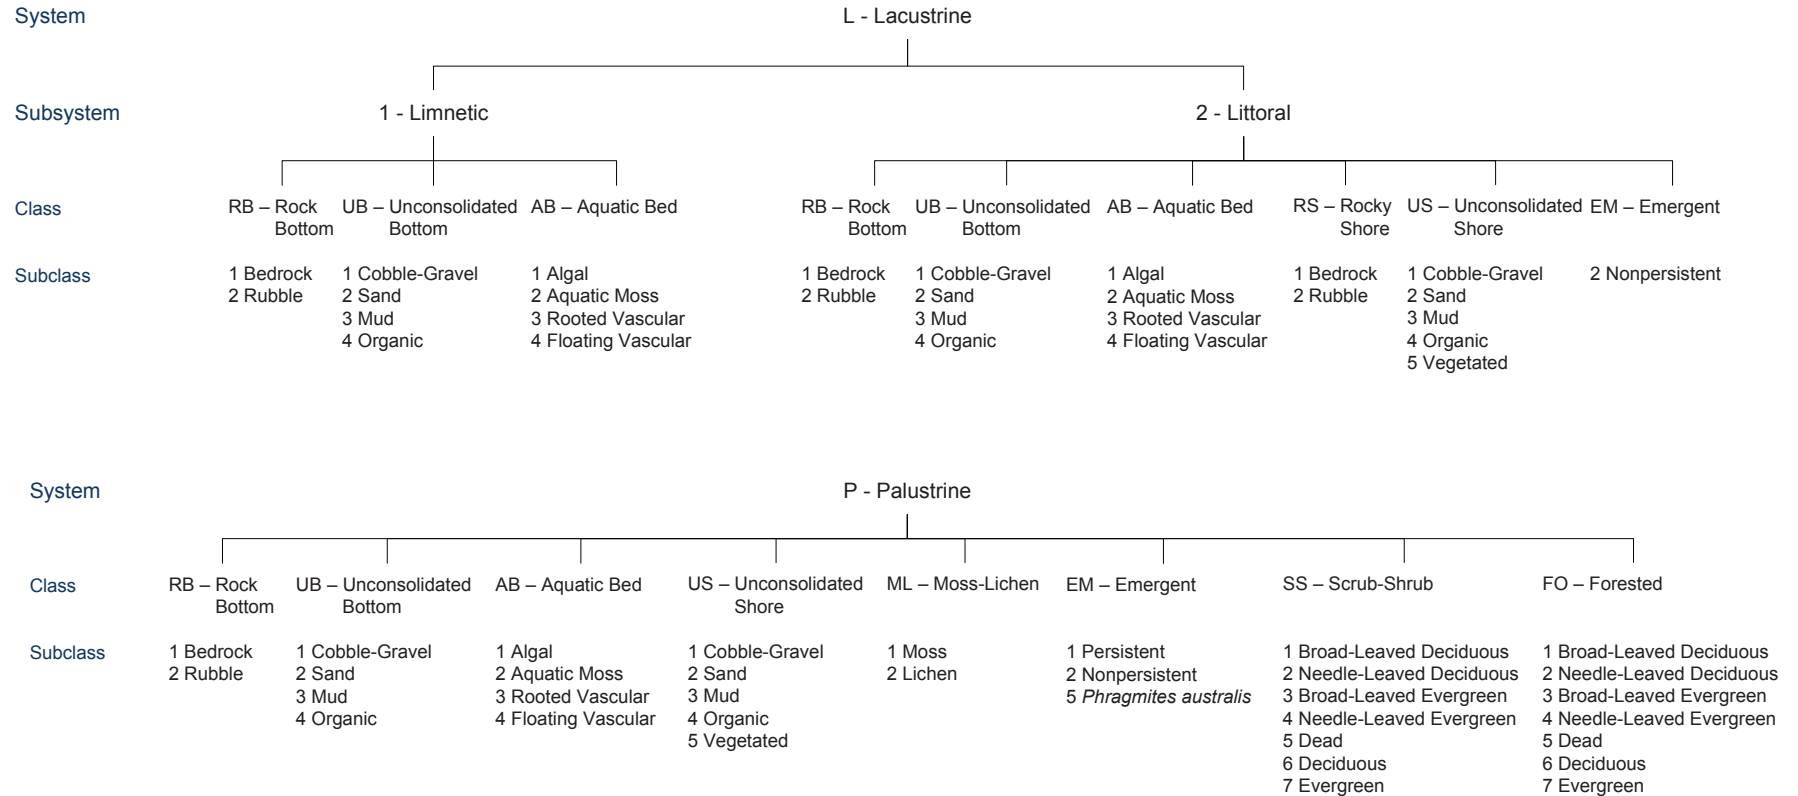 System
L - Lacustrine
Subsystem
1 - Limnetic
2 - Littoral
Class
RB – Rock
Bottom
UB – Unconsolidated
Bottom
AB – Aquatic Bed
RB – Rock
Bottom
UB – Unconsolidated
Bottom
AB – Aquatic Bed
RS – Rocky
Shore
US – Unconsolidated
Shore
EM – Emergent
Subclass
1 Bedrock
2 Rubble
1 Cobble-Gravel
2 Sand
3 Mud
4 Organic
1 Algal
2 Aquatic Moss
3 Rooted Vascular
4 Floating Vascular
1 Bedrock
2 Rubble
1 Cobble-Gravel
2 Sand
3 Mud
4 Organic
1 Algal
2 Aquatic Moss
3 Rooted Vascular
4 Floating Vascular
1 Bedrock
2 Rubble
1 Cobble-Gravel
2 Sand
3 Mud
4 Organic
5 Vegetated
2 Nonpersistent
System
P - Palustrine
Class
RB – Rock
Bottom
UB – Unconsolidated
Bottom
AB – Aquatic Bed
US – Unconsolidated
Shore
ML – Moss-Lichen
EM – Emergent
SS – Scrub-Shrub
FO – Forested
Subclass
1 Bedrock
2 Rubble
1 Cobble-Gravel
2 Sand
3 Mud
4 Organic
1 Algal
2 Aquatic Moss
3 Rooted Vascular
4 Floating Vascular
1 Cobble-Gravel
2 Sand
3 Mud
4 Organic
5 Vegetated
1 Moss
2 Lichen
1 Persistent
2 Nonpersistent
5 Phragmites australis
1 Broad-Leaved Deciduous
2 Needle-Leaved Deciduous
3 Broad-Leaved Evergreen
4 Needle-Leaved Evergreen
5 Dead
6 Deciduous
7 Evergreen
1 Broad-Leaved Deciduous
2 Needle-Leaved Deciduous
3 Broad-Leaved Evergreen
4 Needle-Leaved Evergreen
5 Dead
6 Deciduous
7 Evergreen